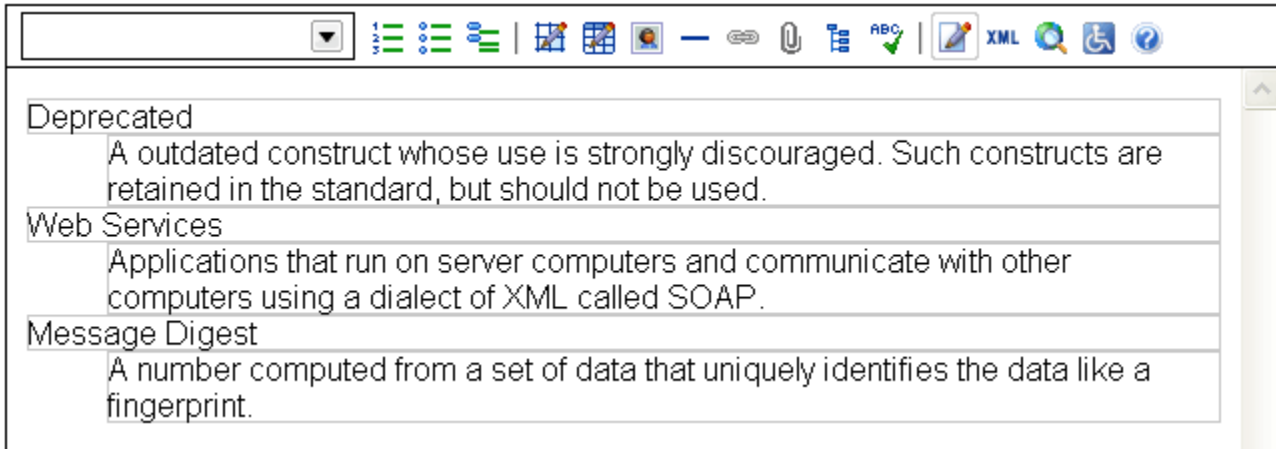 ABC
XML
Deprecated
A outdated construct whose use is strongly discouraged. Such constructs are
retained in the standard, but should not be used.
Web Services
Applications that run on server computers and communicate with other
computers using a dialect of XML called SOAP.
Message Digest
A number computed from a set of data that uniquely identifies the data like a
fingerprint.